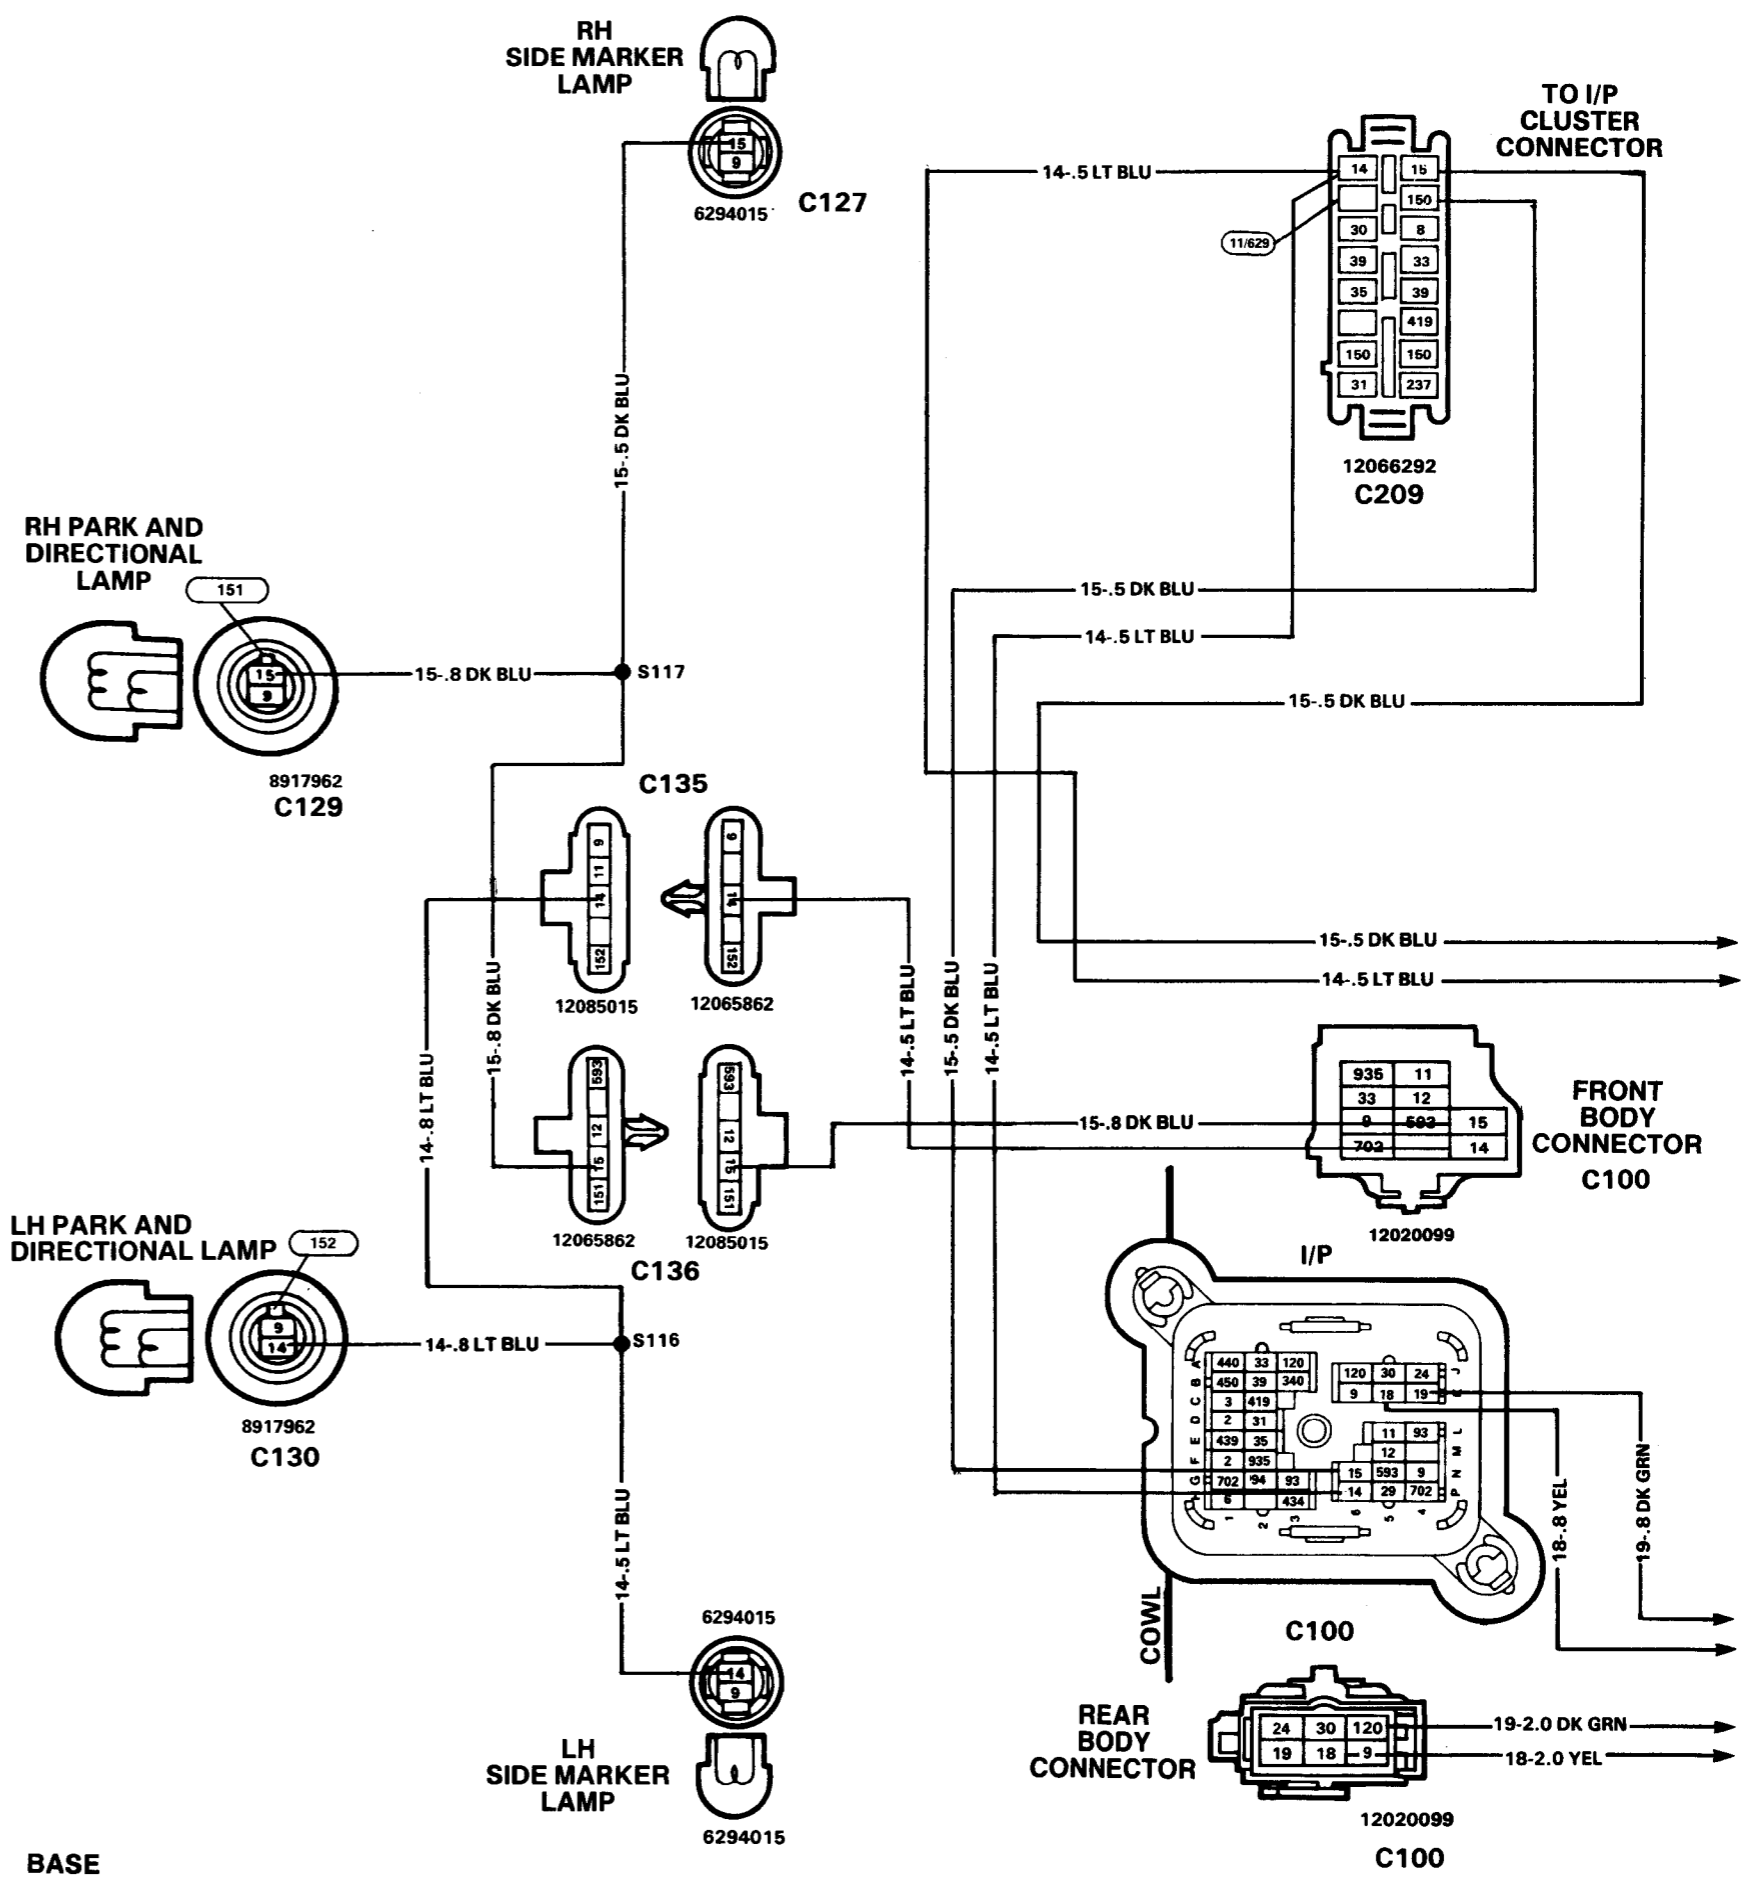 RH
SIDE MARKER
LAMP
15
9
6294015
C127
TO I/P
CLUSTER
CONNECTOR
14-.5 LT BLU
14
15
150
11/629
30
8
39
33
35
39
419
150
150
31
237
12066292
C209
15-.5 DK BLU
RH PARK AND
DIRECTIONAL
LAMP
151
15
9
15-.8 DK BLU
S117
8917962
C129
15-.5 DK BLU
14-.5 LT BLU
15-.5 DK BLU
C135
9
11
14
152
12085015
9
14
152
12065862
15-.5 DK BLU
14-.5 LT BLU
14-.8 LT BLU
15-.8 DK BLU
14-.5 LT BLU
15-.5 DK BLU
14-.5 LT BLU
593
12
15
151
12065862
593
12
15
151
12085015
C136
15-.8 DK BLU
935 11
33 12
9 593 15
702 14
12020099
FRONT
BODY
CONNECTOR
C100
LH PARK AND
DIRECTIONAL LAMP
152
9
14
14-.8 LT BLU
S116
8917962
C130
I/P
A 440 33 120
B 450 39 340
C 3 419
D 2 31
E 439 35
F 2 935
G 702 94 93
H 6 434
1 2 3
120 30 24 J
9 18 19 K
11 93 L
12 M
15 593 9 N
14 29 702 P
6 5 4
18-.8 YEL
19-.8 DK GRN
14-.5 LT BLU
COWL
C100
6294015
14
9
LH
SIDE MARKER
LAMP
6294015
REAR
BODY
CONNECTOR
24 30 120
19 18 9
19-2.0 DK GRN
18-2.0 YEL
12020099
C100
BASE